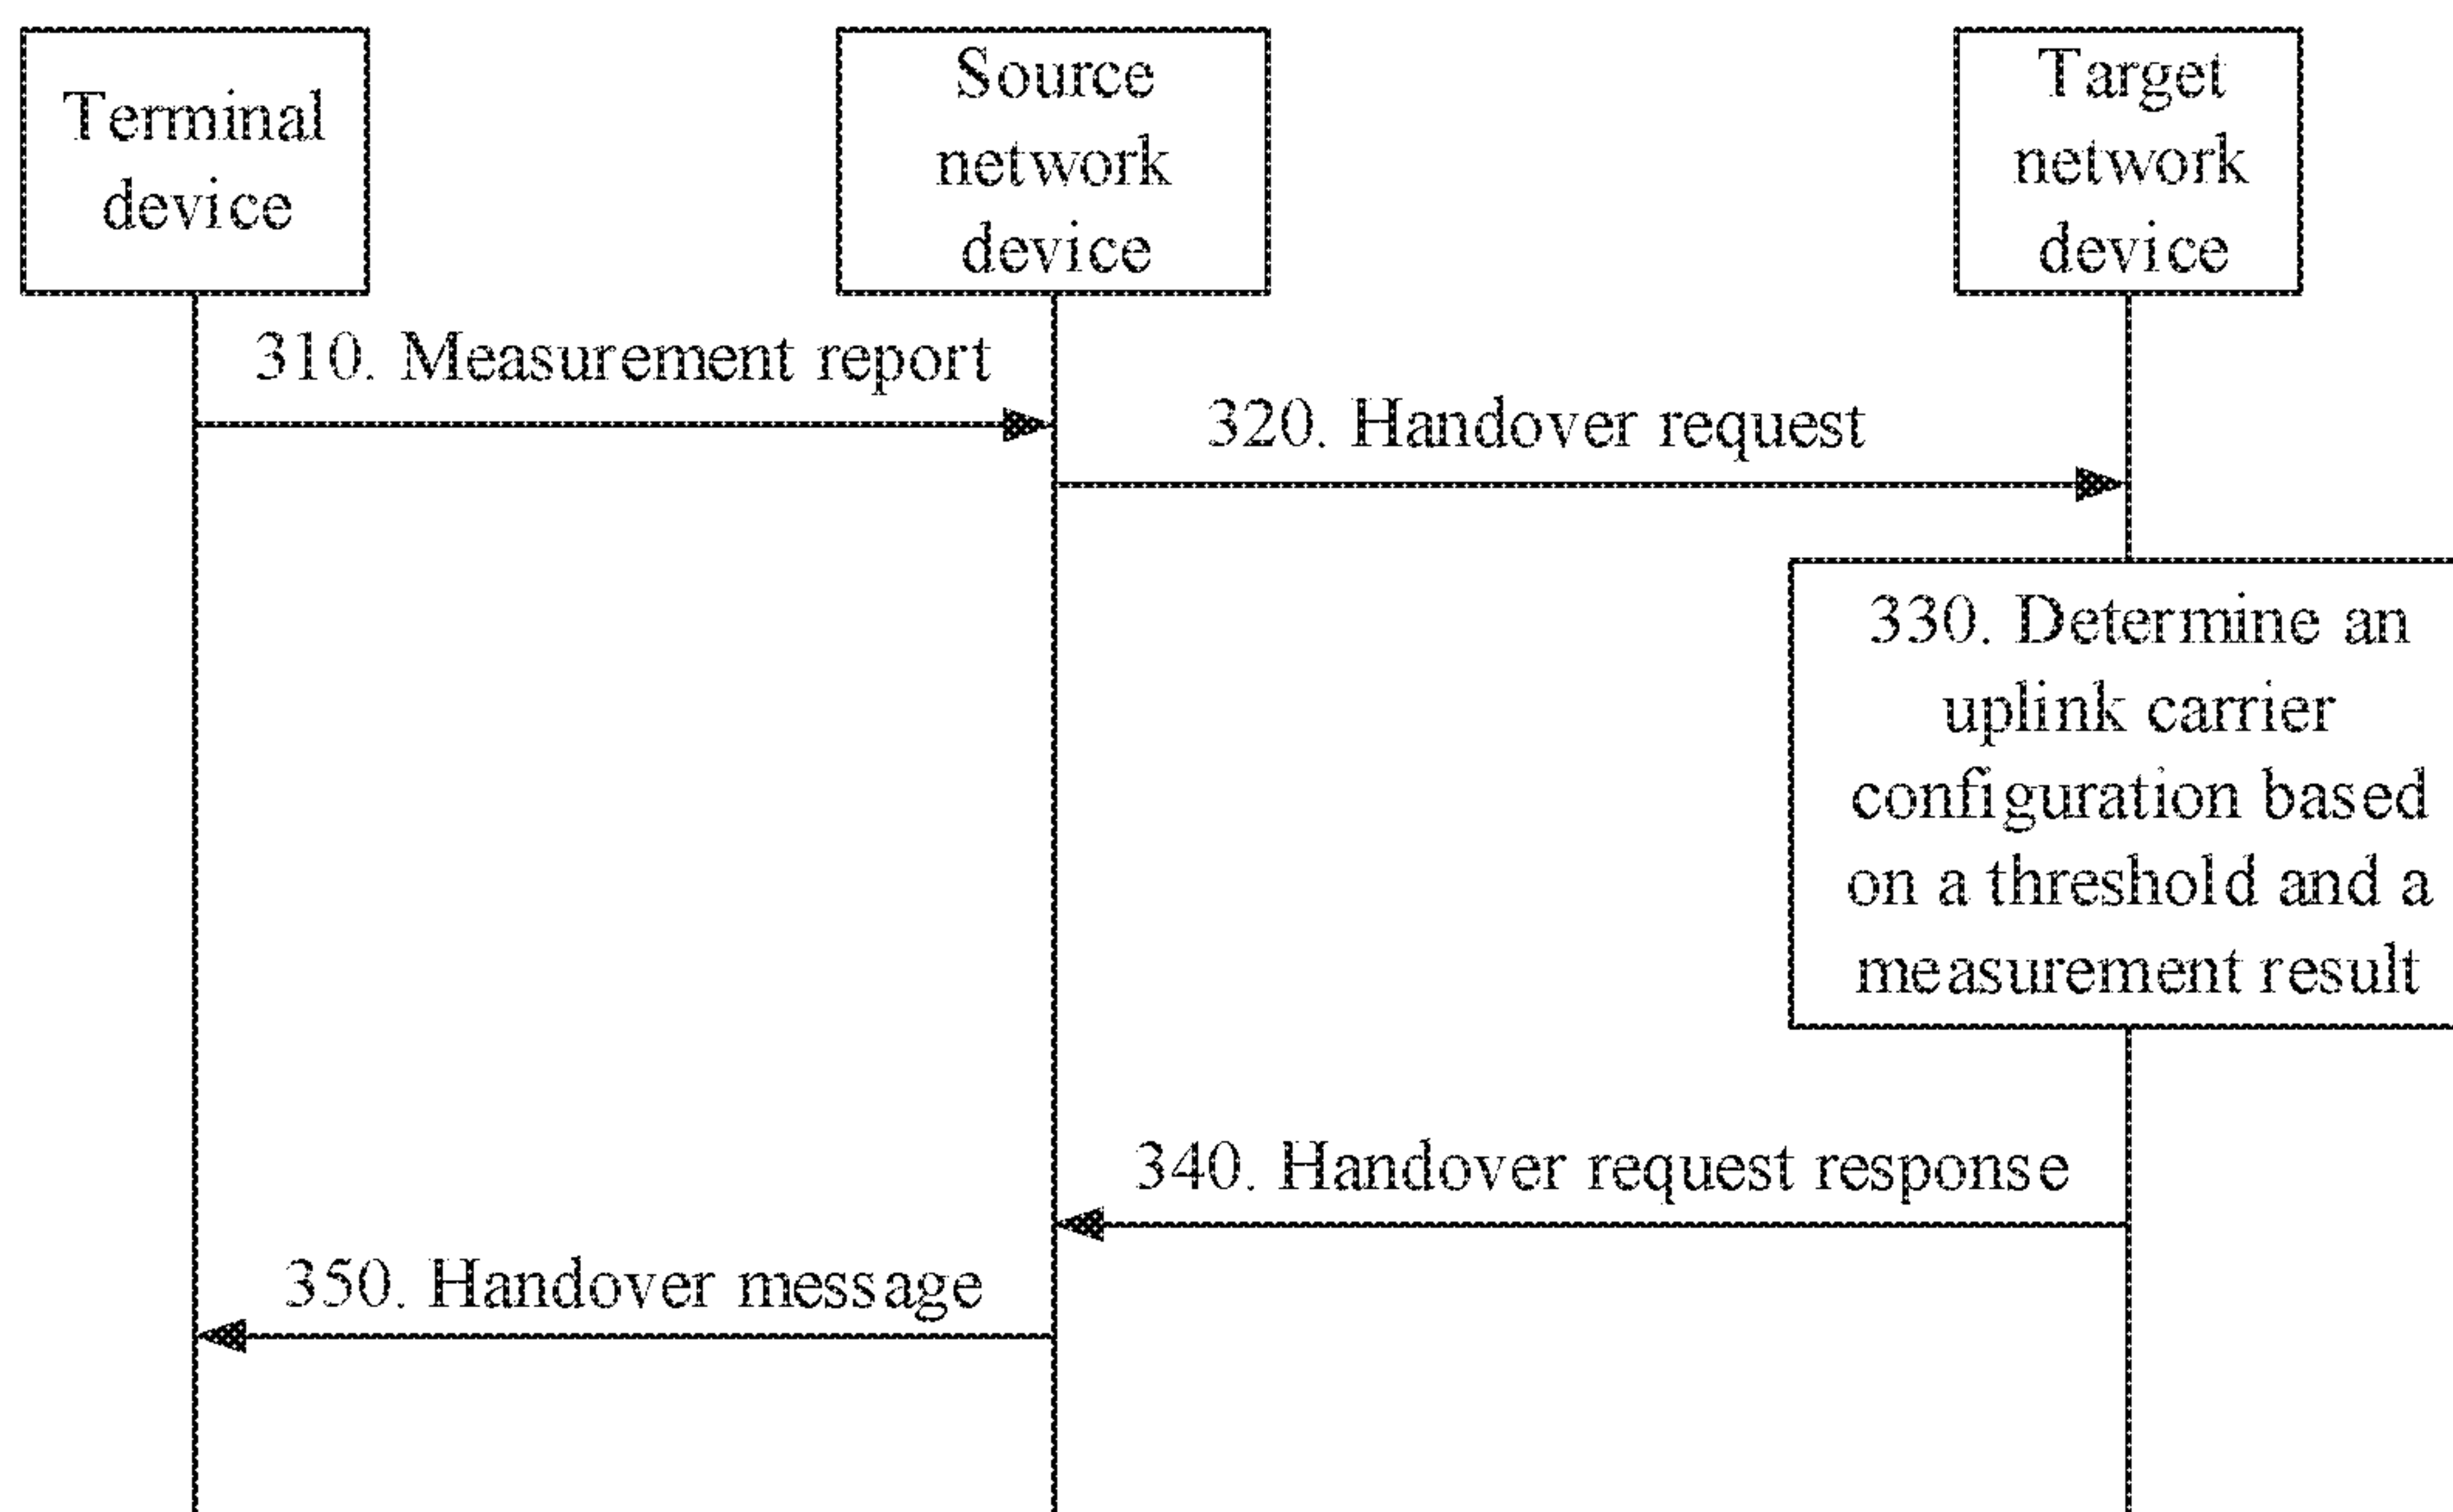 Terminal
device
Source
network
device
Target
network
device
310. Measurement report
320. Handover request
330. Determine an
uplink carrier
configuration based
on a threshold and a
measurement result
340. Handover request response
350. Handover message